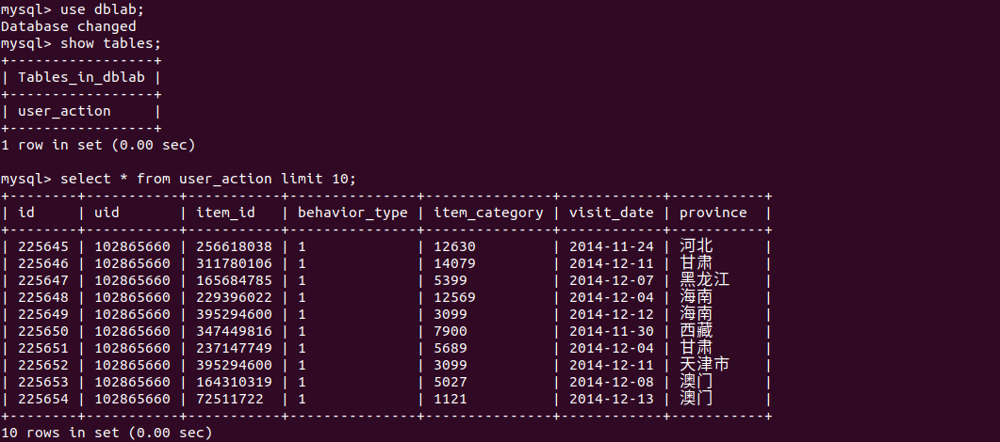 mysql> use dblab;
Database changed
mysql> show tables;
+-----------------+
| Tables_in_dblab |
+-----------------+
| user_action     |
+-----------------+
1 row in set (0.00 sec)

mysql> select * from user_action limit 10;
+--------+-----------+-----------+---------------+---------------+------------+-----------+
| id     | uid       | item_id   | behavior_type | item_category | visit_date | province  |
+--------+-----------+-----------+---------------+---------------+------------+-----------+
| 225645 | 102865660 | 256618038 | 1             | 12630         | 2014-11-24 | 河北      |
| 225646 | 102865660 | 311780106 | 1             | 14079         | 2014-12-11 | 甘肃      |
| 225647 | 102865660 | 165684785 | 1             | 5399          | 2014-12-07 | 黑龙江    |
| 225648 | 102865660 | 229396022 | 1             | 12569         | 2014-12-04 | 海南      |
| 225649 | 102865660 | 395294600 | 1             | 3099          | 2014-12-12 | 海南      |
| 225650 | 102865660 | 347449816 | 1             | 7900          | 2014-11-30 | 西藏      |
| 225651 | 102865660 | 237147749 | 1             | 5689          | 2014-12-04 | 甘肃      |
| 225652 | 102865660 | 395294600 | 1             | 3099          | 2014-12-11 | 天津市    |
| 225653 | 102865660 | 164310319 | 1             | 5027          | 2014-12-08 | 澳门      |
| 225654 | 102865660 | 72511722  | 1             | 1121          | 2014-12-13 | 澳门      |
+--------+-----------+-----------+---------------+---------------+------------+-----------+
10 rows in set (0.00 sec)